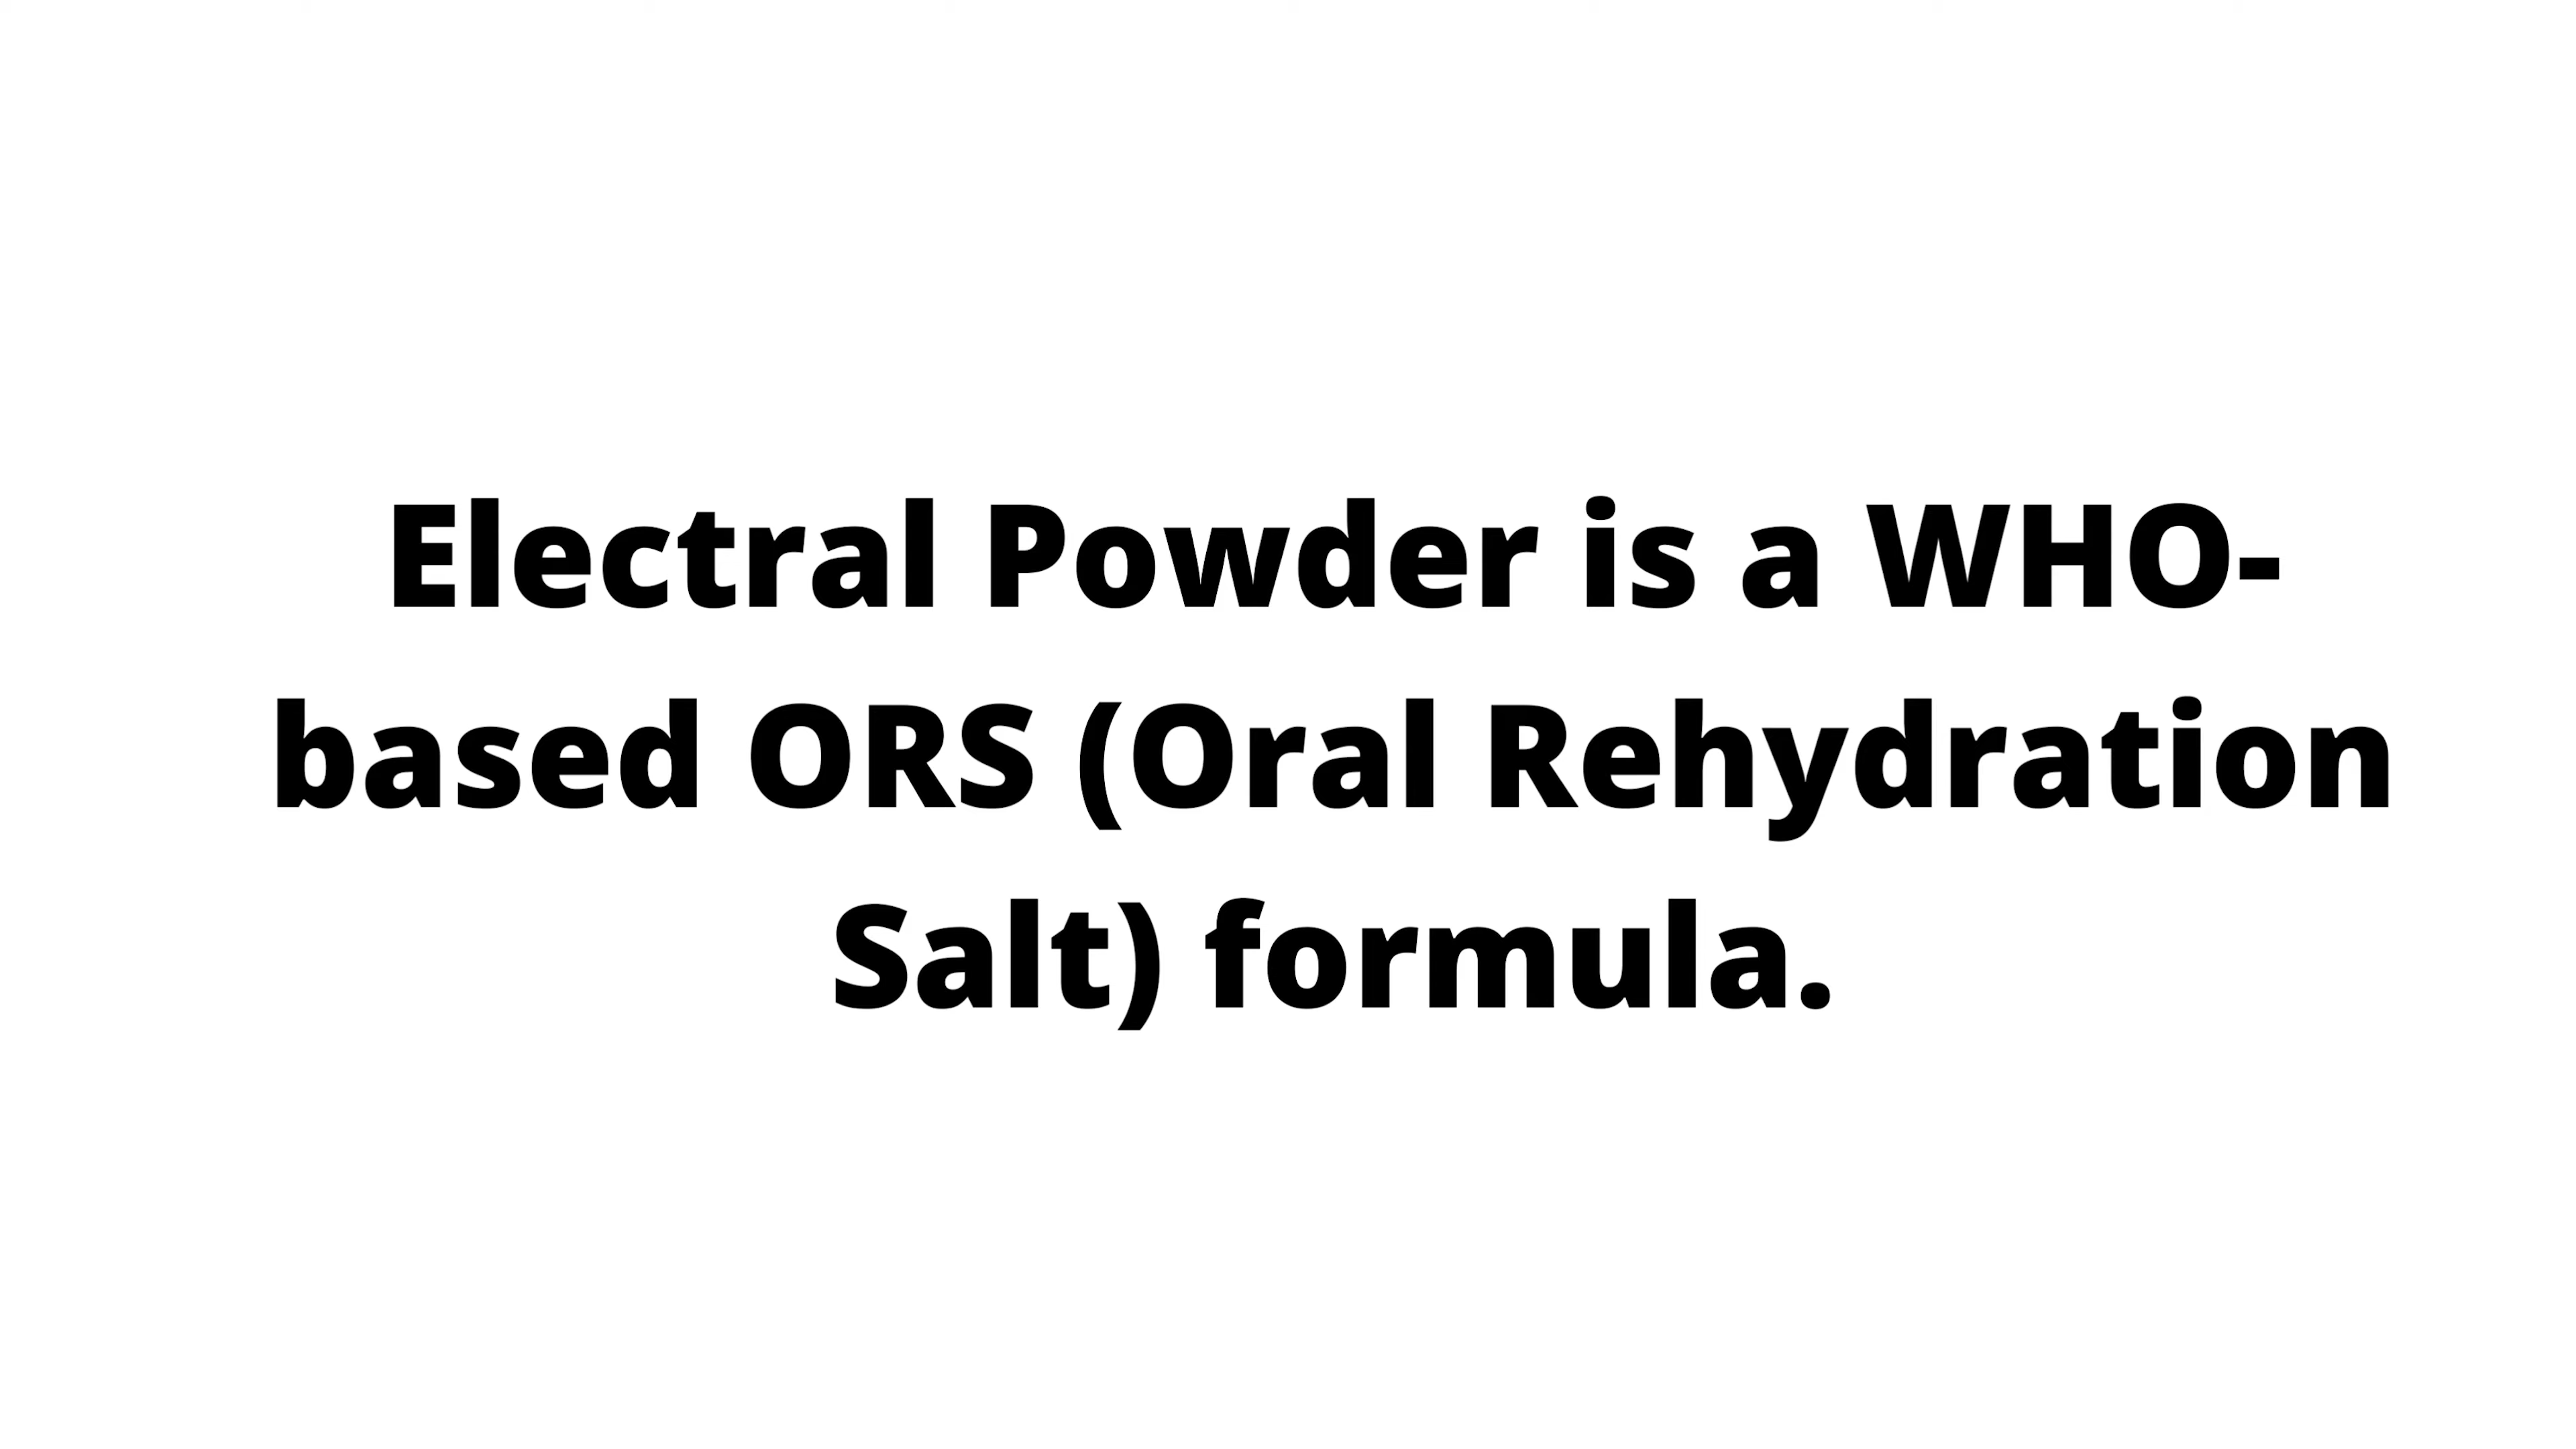 Electral Powder is a WHO-
based ORS (Oral Rehydration
Salt) formula.